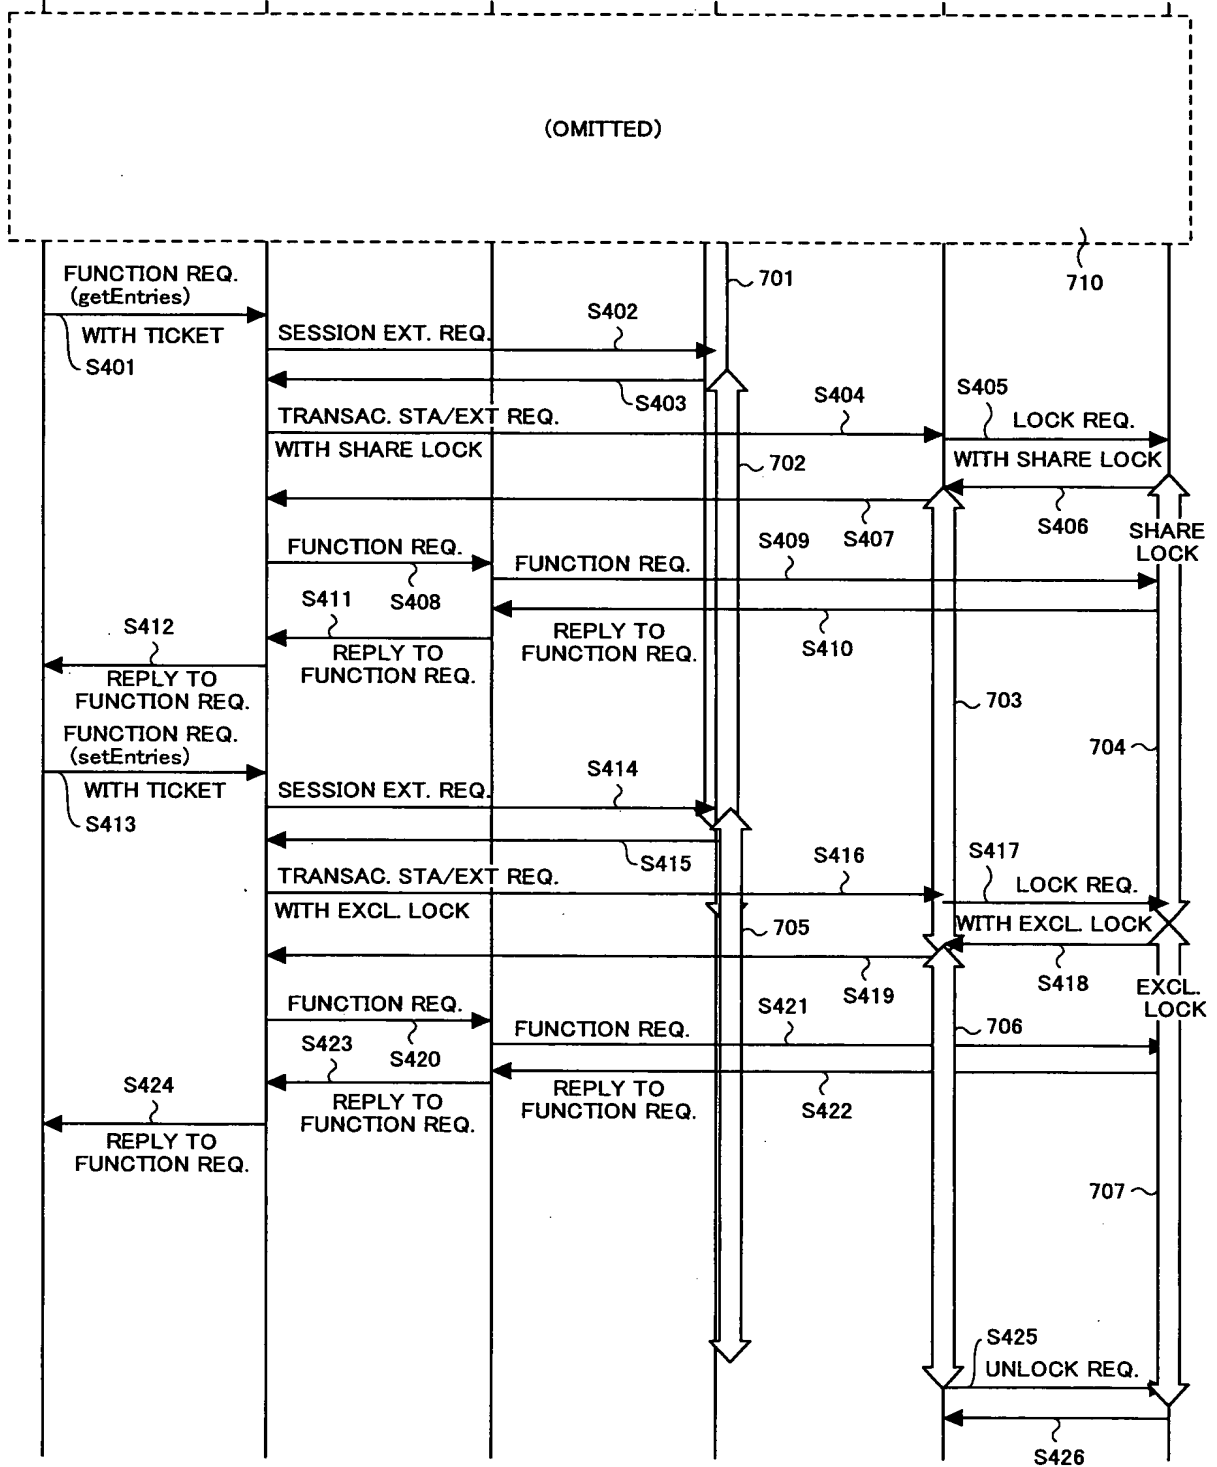 (OMITTED)
710
701
FUNCTION REQ.
(getEntries)
WITH TICKET
S401
SESSION EXT. REQ.
S402
S403
TRANSAC. STA/EXT REQ.
WITH SHARE LOCK
S404
S405
LOCK REQ.
WITH SHARE LOCK
702
S406
S407
SHARE
LOCK
FUNCTION REQ.
S408
FUNCTION REQ.
S409
S410
REPLY TO
FUNCTION REQ.
S411
REPLY TO
FUNCTION REQ.
S412
REPLY TO
FUNCTION REQ.
703
704
FUNCTION REQ.
(setEntries)
WITH TICKET
S413
SESSION EXT. REQ.
S414
S415
TRANSAC. STA/EXT REQ.
WITH EXCL. LOCK
S416
S417
LOCK REQ.
WITH EXCL. LOCK
705
S418
S419
EXCL.
LOCK
FUNCTION REQ.
S420
FUNCTION REQ.
S421
706
S422
REPLY TO
FUNCTION REQ.
S423
REPLY TO
FUNCTION REQ.
S424
REPLY TO
FUNCTION REQ.
707
S425
UNLOCK REQ.
S426